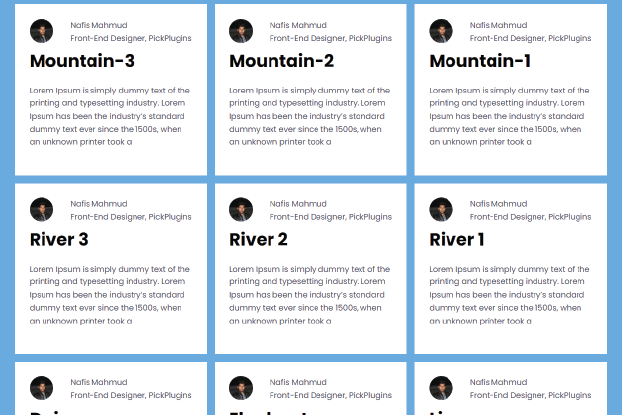 Nafis Mahmud
Front-End Designer, PickPlugins
Mountain-3
Lorem Ipsum is simply dummy text of the
printing and typesetting industry. Lorem
Ipsum has been the industry's standard
dummy text ever since the 1500s, when
an unknown printer took a
Nafis Mahmud
Front-End Designer, PickPlugins
Mountain-2
Lorem Ipsum is simply dummy text of the
printing and typesetting industry. Lorem
Ipsum has been the industry's standard
dummy text ever since the 1500s, when
an unknown printer took a
Nafis Mahmud
Front-End Designer, PickPlugins
Mountain-1
Lorem Ipsum is simply dummy text of the
printing and typesetting industry. Lorem
Ipsum has been the industry's standard
dummy text ever since the 1500s, when
an unknown printer took a
Nafis Mahmud
Front-End Designer, PickPlugins
River 3
Lorem Ipsum is simply dummy text of the
printing and typesetting industry. Lorem
Ipsum has been the industry's standard
dummy text ever since the 1500s, when
an unknown printer took a
Nafis Mahmud
Front-End Designer, PickPlugins
River 2
Lorem Ipsum is simply dummy text of the
printing and typesetting industry. Lorem
Ipsum has been the industry's standard
dummy text ever since the 1500s, when
an unknown printer took a
Nafis Mahmud
Front-End Designer, PickPlugins
River 1
Lorem Ipsum is simply dummy text of the
printing and typesetting industry. Lorem
Ipsum has been the industry's standard
dummy text ever since the 1500s, when
an unknown printer took a
Nafis Mahmud
Front-End Designer, PickPlugins
Nafis Mahmud
Front-End Designer, PickPlugins
Nafis Mahmud
Front-End Designer, PickPlugins